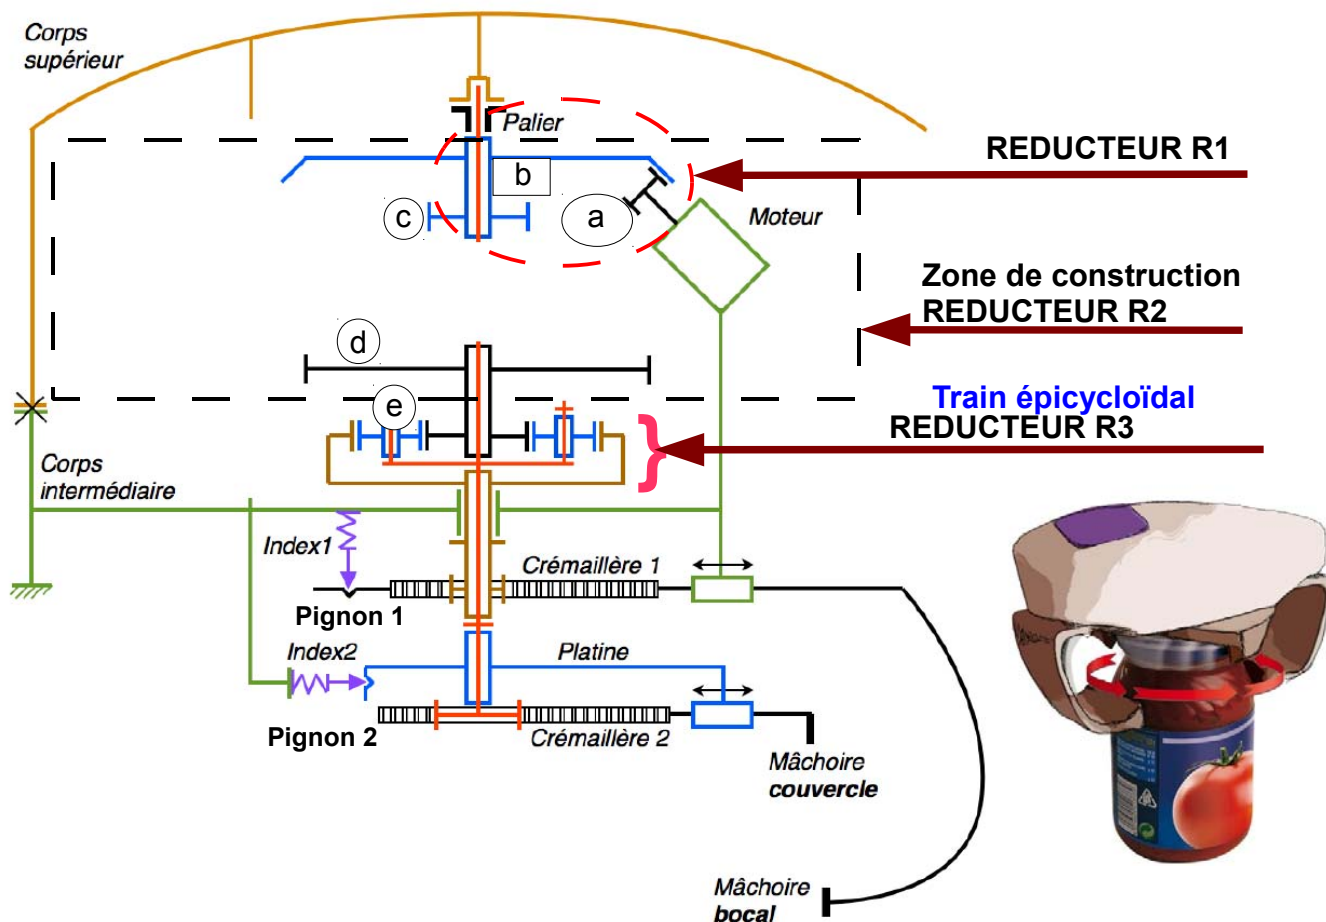 Corps
supérieur
Palier
REDUCTEUR R1
b
c
a
Moteur
Zone de construction
REDUCTEUR R2
d
Train épicycloïdal
e
REDUCTEUR R3
Corps
intermédiaire
Index1
Crémaillère 1
Pignon 1
Index2
Platine
Pignon 2
Crémaillère 2
Mâchoire
couvercle
Mâchoire
bocal